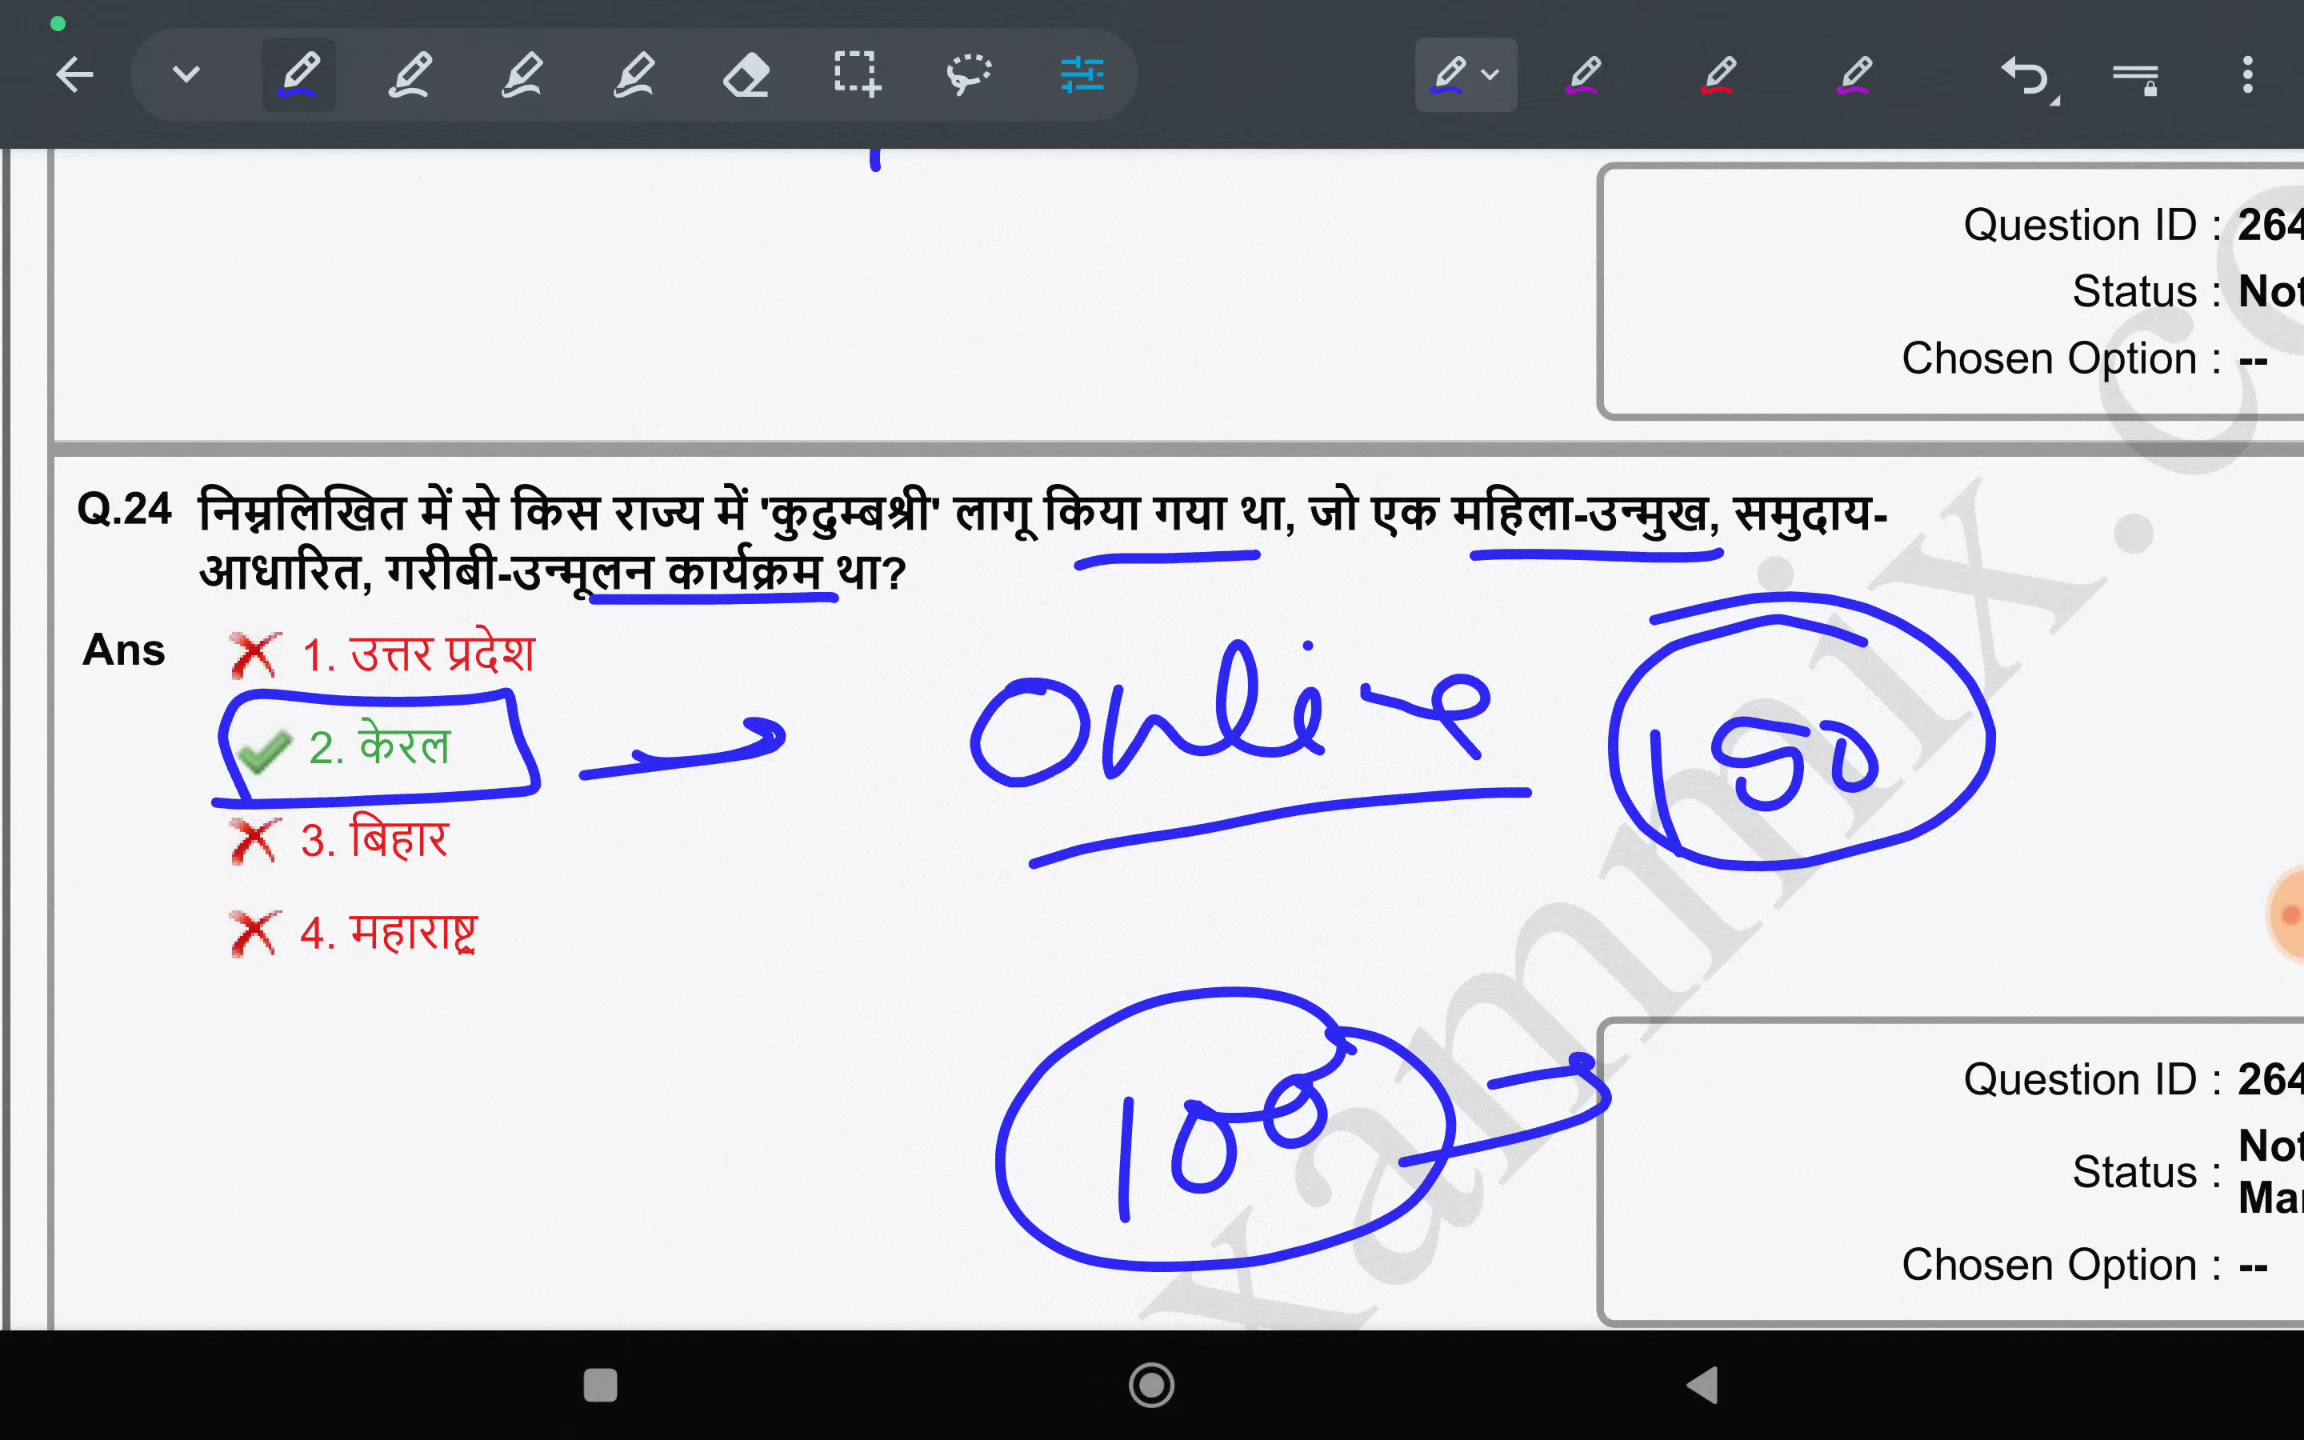 Question ID : 264
Status : Not
Chosen Option : --
Q.24 निम्नलिखित में से किस राज्य में 'कुदुम्बश्री' लागू किया गया था, जो एक महिला-उन्मुख, समुदाय-
आधारित, गरीबी-उन्मूलन कार्यक्रम था?
Ans 1. उत्तर प्रदेश
2. केरल
3. बिहार
4. महाराष्ट्र
Online 150
100
Question ID : 264
Status : Not
Mar
Chosen Option : --
xammix.co